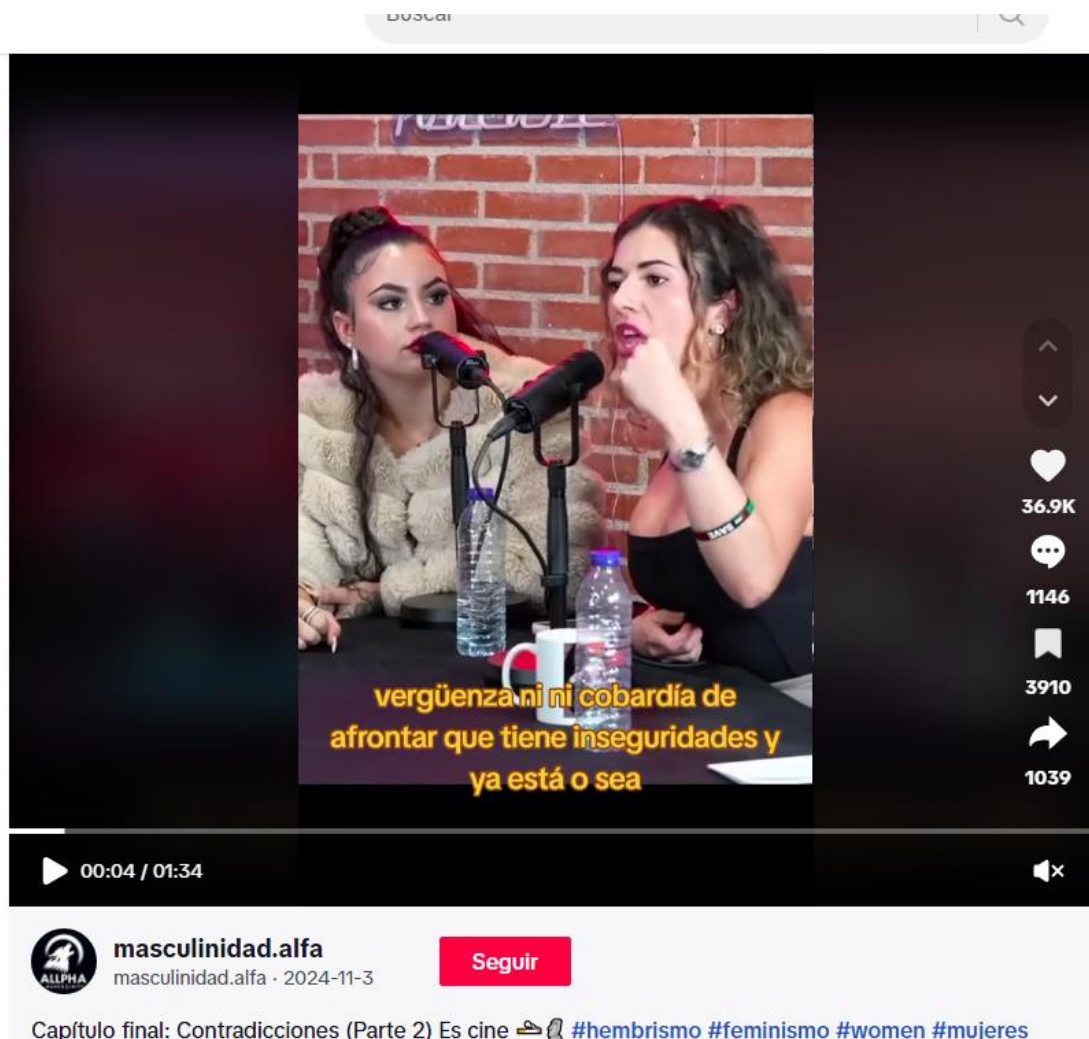 Buscar
vergüenza ni ni cobardía de
afrontar que tiene inseguridades y
ya está o sea
SAVE
36.9K
1146
3910
1039
00:04 / 01:34
ALLPHA
masculinidad.alfa
masculinidad.alfa · 2024-11-3
Seguir
Capítulo final: Contradicciones (Parte 2) Es cine #hembrismo #feminismo #women #mujeres